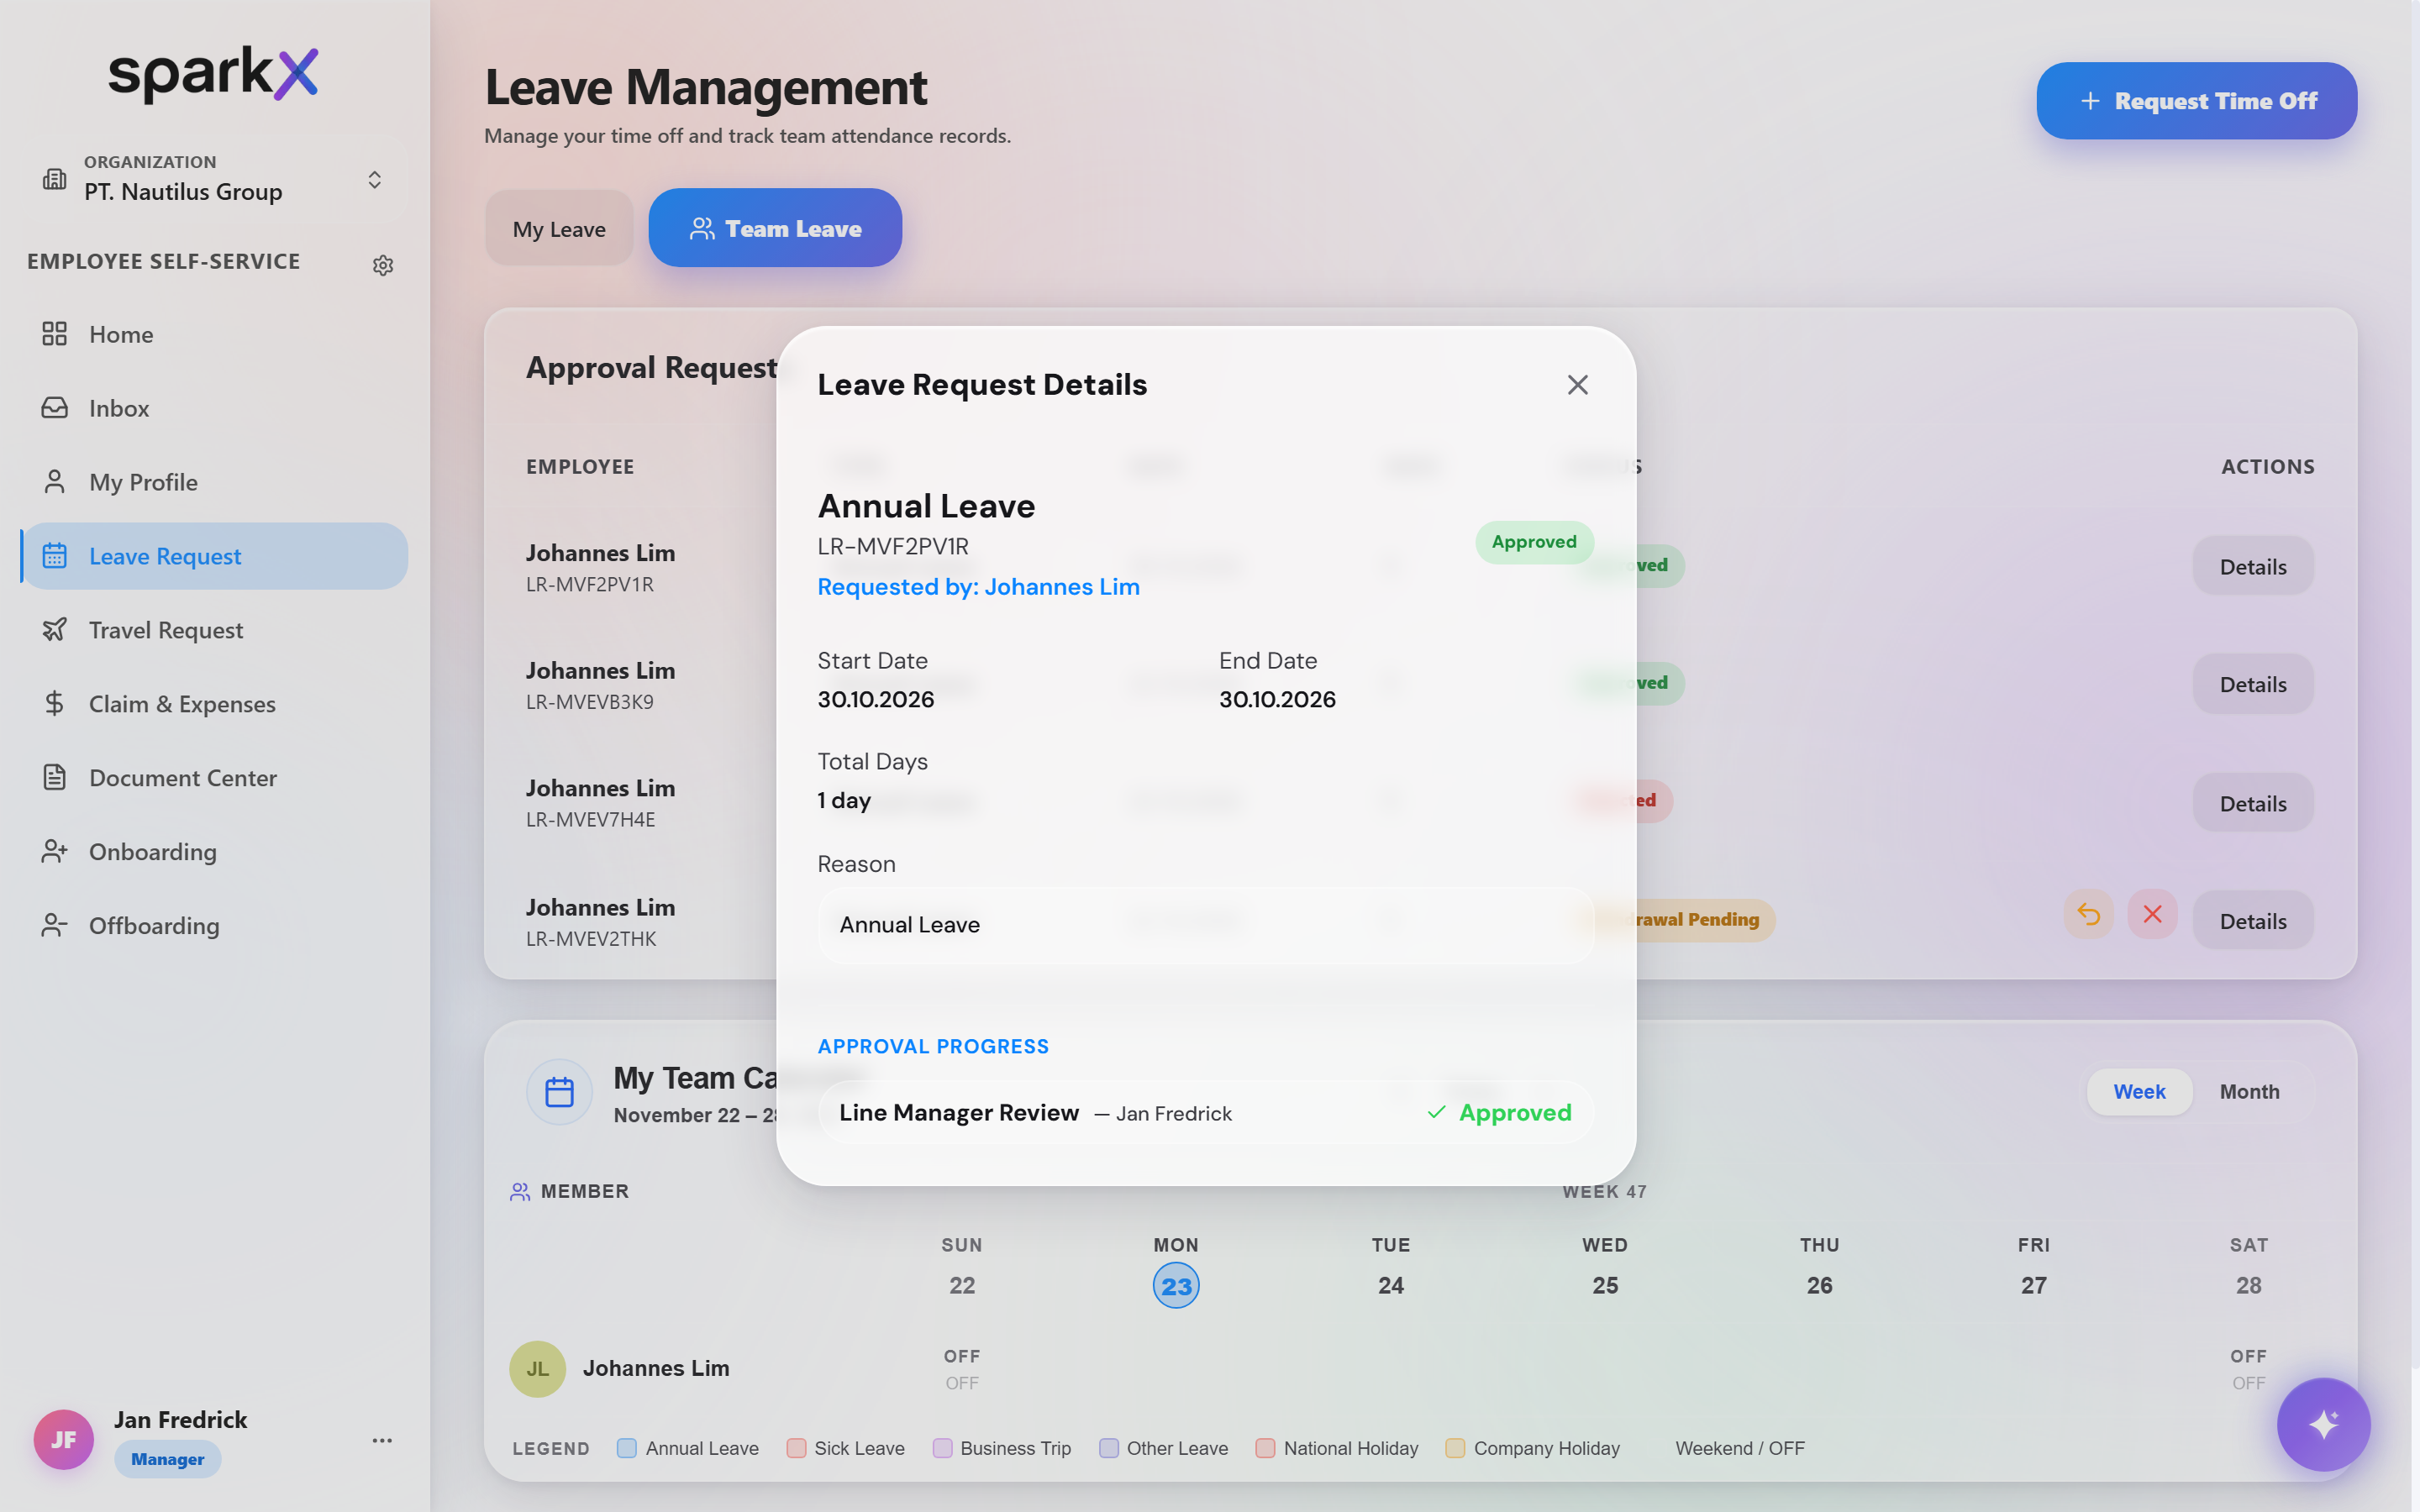 sparkX
ORGANIZATION
PT. Nautilus Group
EMPLOYEE SELF-SERVICE
Home
Inbox
My Profile
Leave Request
Travel Request
Claim & Expenses
Document Center
Onboarding
Offboarding
JF
Jan Fredrick
Manager
Leave Management
Manage your time off and track team attendance records.
Request Time Off
My Leave
Team Leave
Approval Request
EMPLOYEE
ACTIONS
Johannes Lim
LR-MVF2PV1R
Details
Johannes Lim
LR-MVEVB3K9
Details
Johannes Lim
LR-MVEV7H4E
Details
Johannes Lim
LR-MVEV2THK
Pending
Details
Leave Request Details
Annual Leave
LR-MVF2PV1R
Requested by: Johannes Lim
Approved
Start Date
30.10.2026
End Date
30.10.2026
Total Days
1 day
Reason
Annual Leave
APPROVAL PROGRESS
Line Manager Review — Jan Fredrick
Approved
My Team
November 22 –
Week
Month
MEMBER
WEEK 47
SUN MON TUE WED THU FRI SAT
22 23 24 25 26 27 28
JL
Johannes Lim
OFF OFF
OFF OFF
LEGEND Annual Leave Sick Leave Business Trip Other Leave National Holiday Company Holiday Weekend / OFF